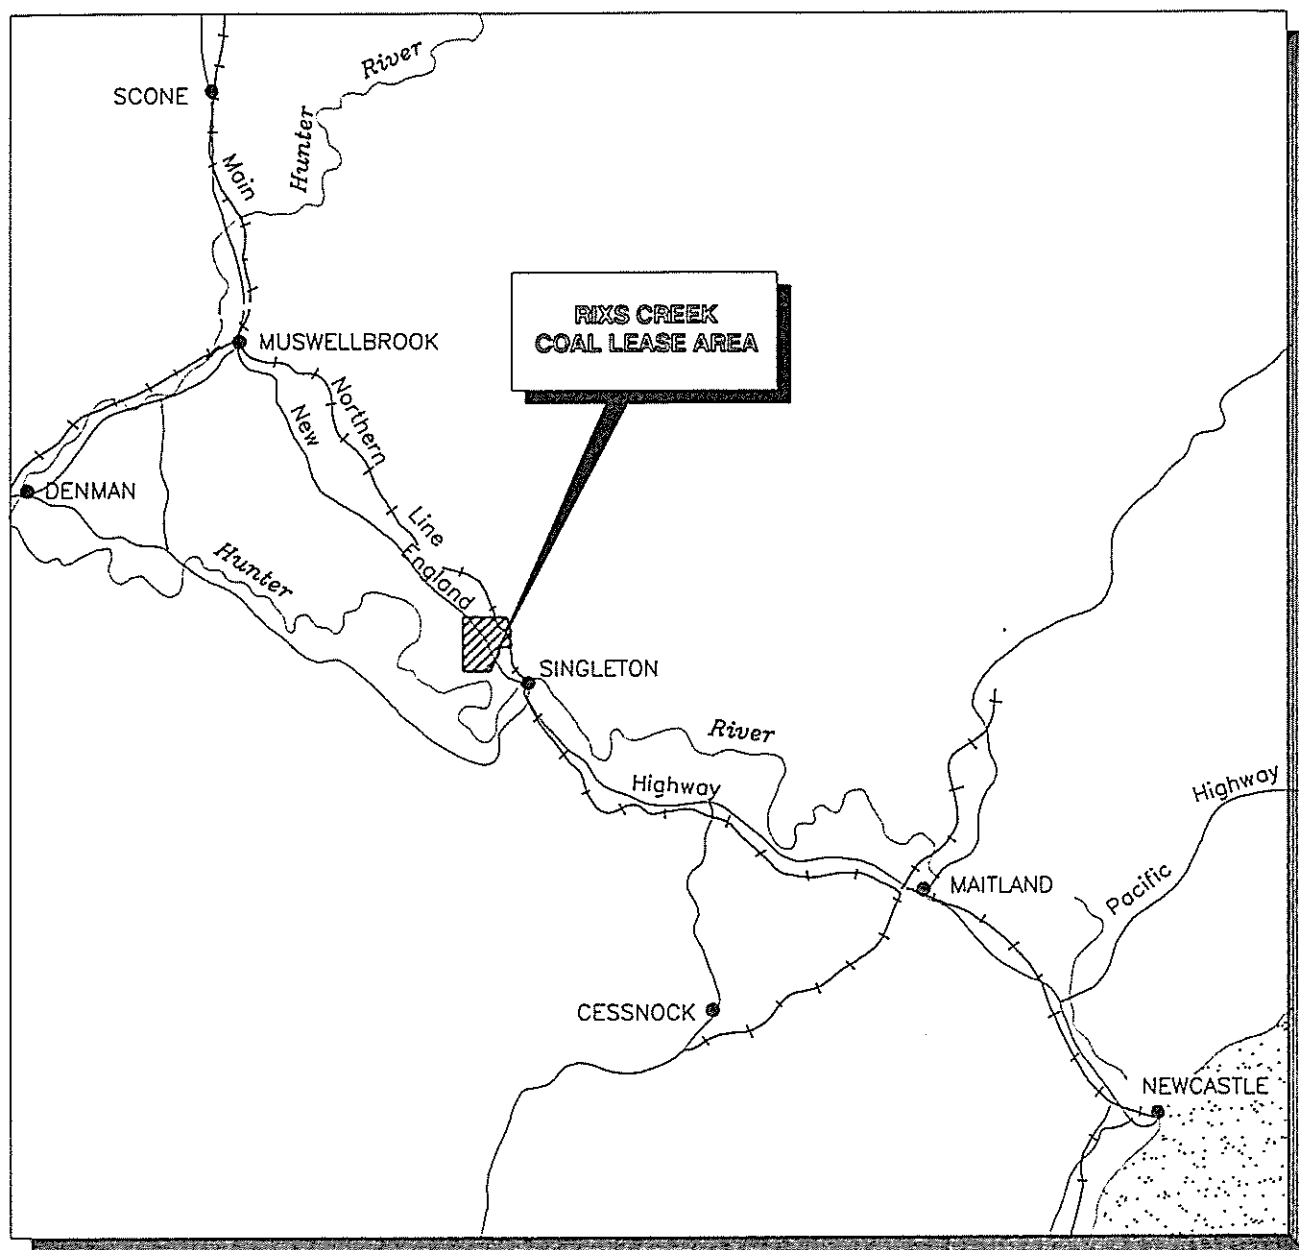 River
SCONE
Hunter
Main
RIXS CREEK
COAL LEASE AREA
MUSWELLBROOK
Northern
New
DENMAN
Line
England
Hunter
SINGLETON
River
Highway
Highway
MAITLAND
Pacific
CESSNOCK
NEWCASTLE